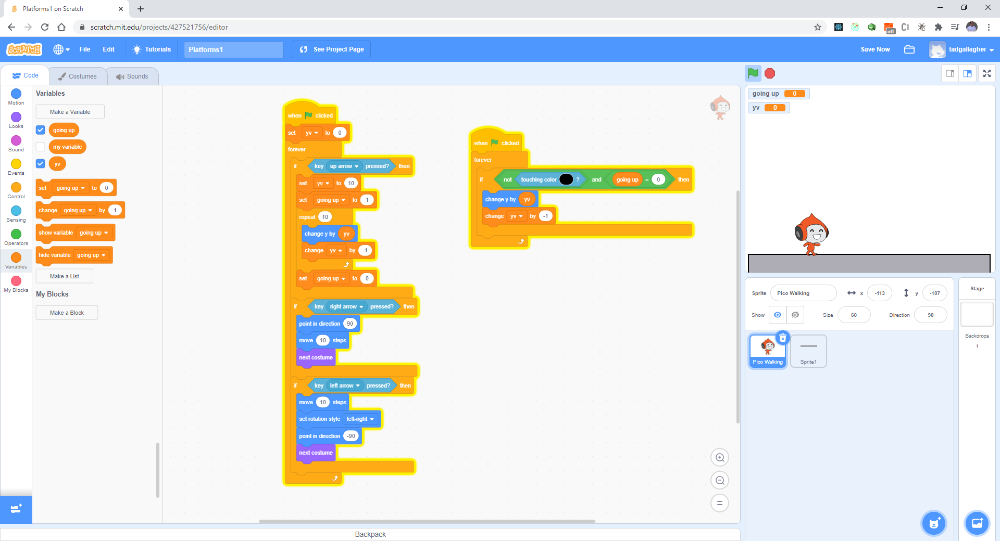 Platforms1 on Scratch
scratch.mit.edu/projects/427521756/editor
off
SCRATCH
File
Edit
Tutorials
Platforms1
See Project Page
Save Now
tadgallagher
Code
Costumes
Sounds
Motion
Looks
Sound
Events
Control
Sensing
Operators
Variables
My Blocks
Variables
Make a Variable
going up
my variable
yv
set going up to 0
change going up by 1
show variable going up
hide variable going up
Make a List
My Blocks
Make a Block
when clicked
set yv to 0
forever
if key up arrow pressed? then
set yv to 10
set going up to 1
repeat 10
change y by yv
change yv by -1
set going up to 0
if key right arrow pressed? then
point in direction 90
move 10 steps
next costume
if key left arrow pressed? then
move 10 steps
set rotation style left-right
point in direction -90
next costume
when clicked
forever
if not touching color ? and going up = 0 then
change y by yv
change yv by -1
Backpack
going up 0
yv 0
Sprite Pico Walking x -113 y -107
Show Size 60 Direction 90
Pico Walking
Sprite1
Stage
Backdrops
1